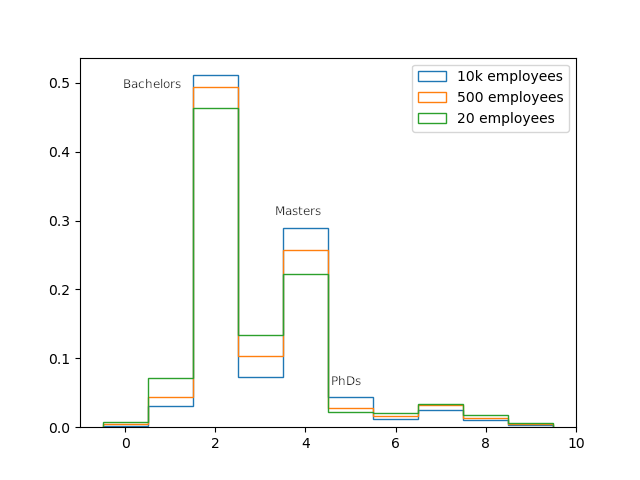 0.5
0.4
0.3
0.2
0.1
0.0
0 2 4 6 8 10
Bachelors
Masters
PhDs
10k employees
500 employees
20 employees